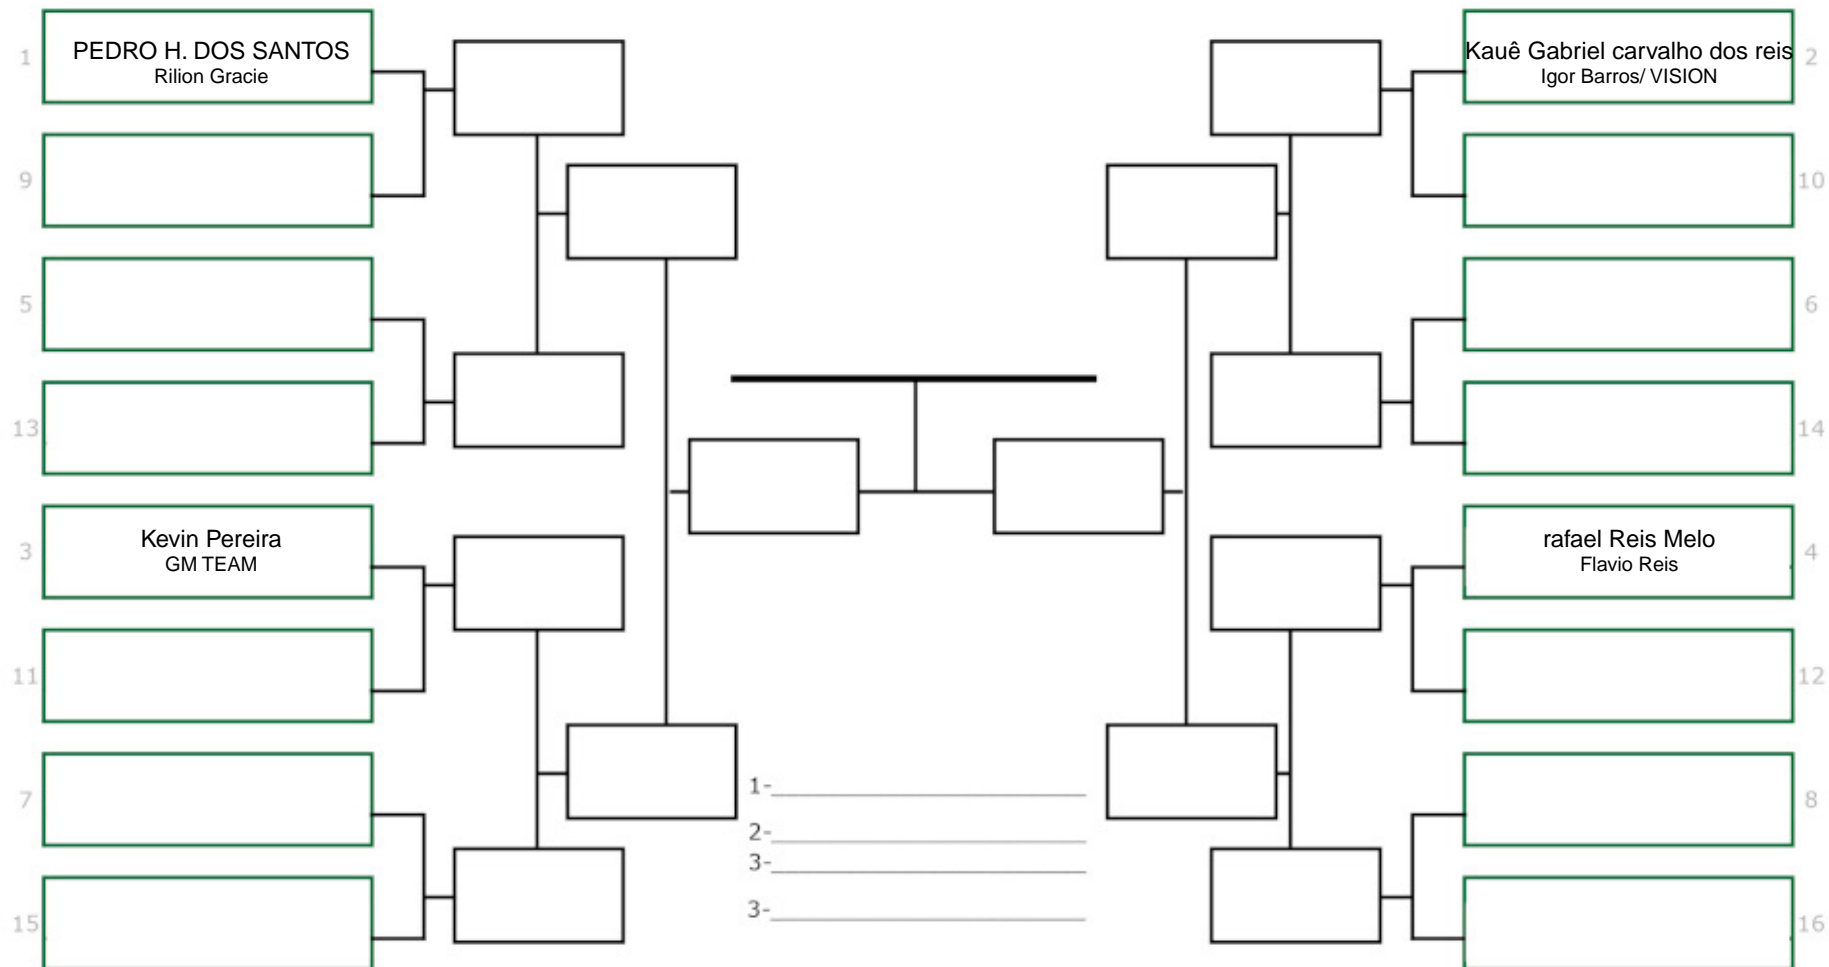 1
PEDRO H. DOS SANTOS
Rilion Gracie
9
5
13
3
Kevin Pereira
GM TEAM
11
7
15
1-
2-
3-
3-
Kauê Gabriel carvalho dos reis
Igor Barros/ VISION
2
10
6
14
rafael Reis Melo
Flavio Reis
4
12
8
16